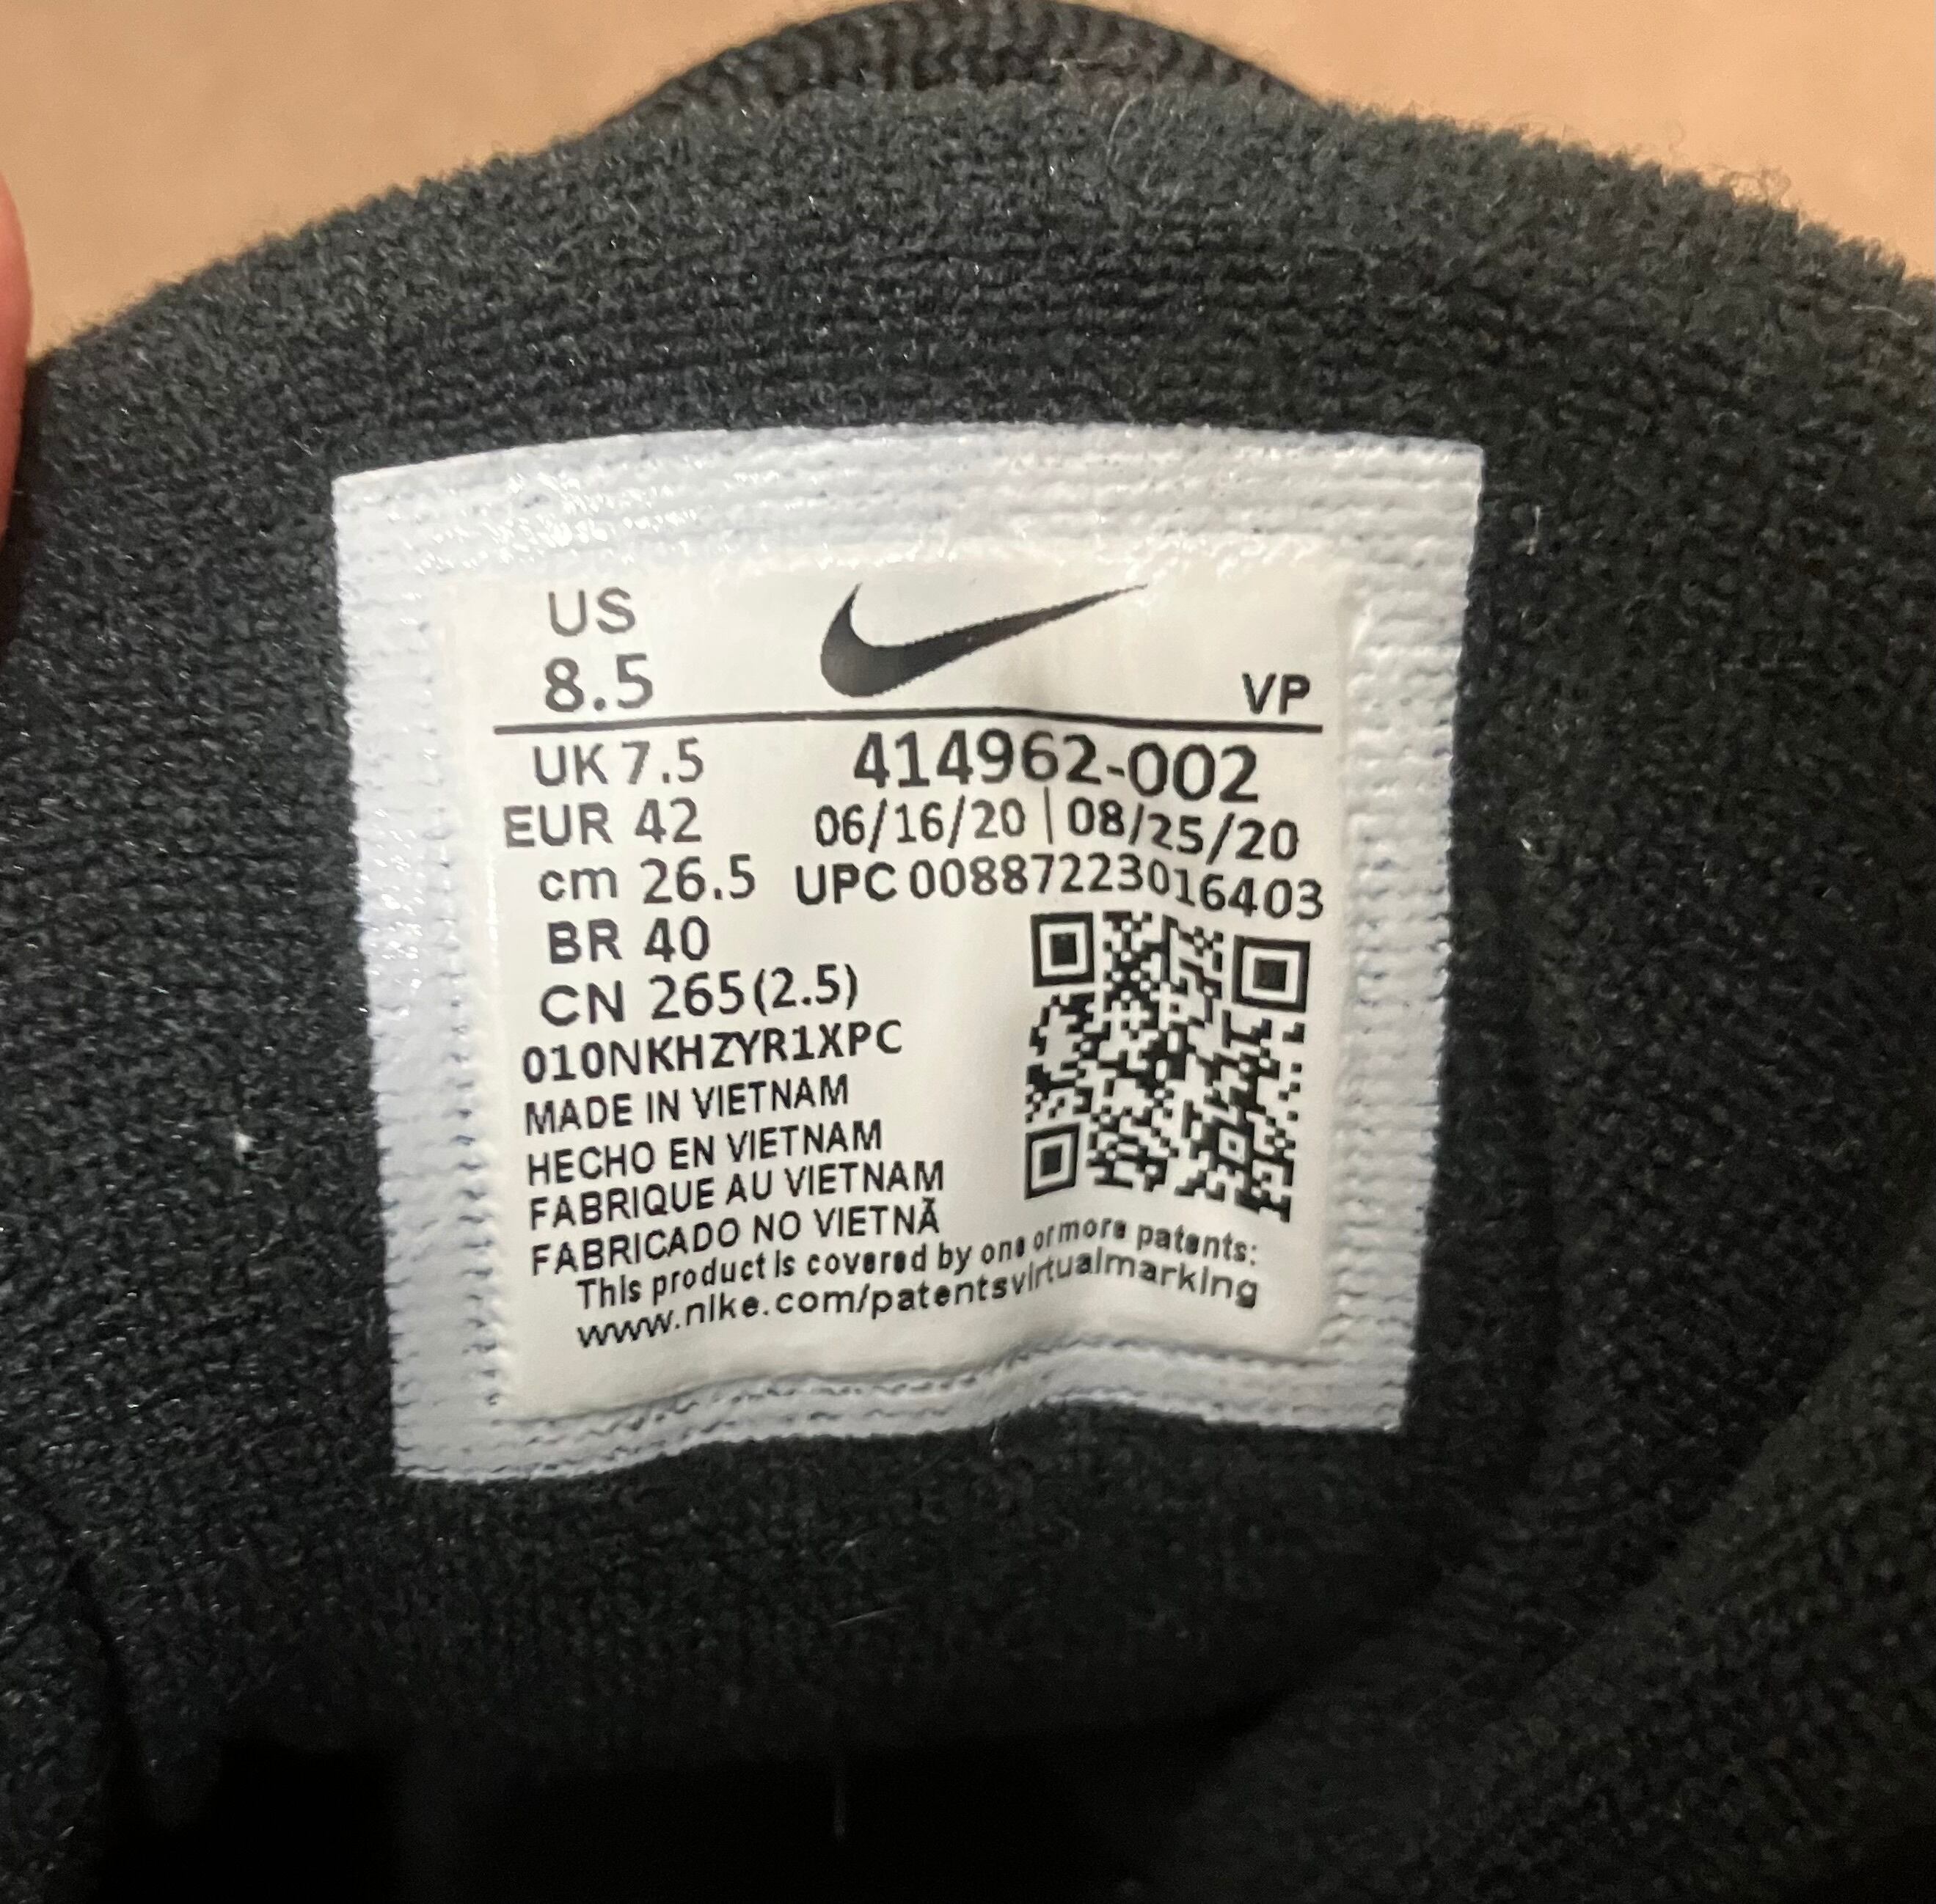 US
8.5
VP
UK 7.5
414962-002
EUR 42
06/16/20 | 08/25/20
cm 26.5
UPC 00887223016403
BR 40
CN 265(2.5)
010NKHZYR1XPC
MADE IN VIETNAM
HECHO EN VIETNAM
FABRIQUE AU VIETNAM
FABRICADO NO VIETNÃ
This product is covered by one or more patents:
www.nike.com/patentsvirtualmarking